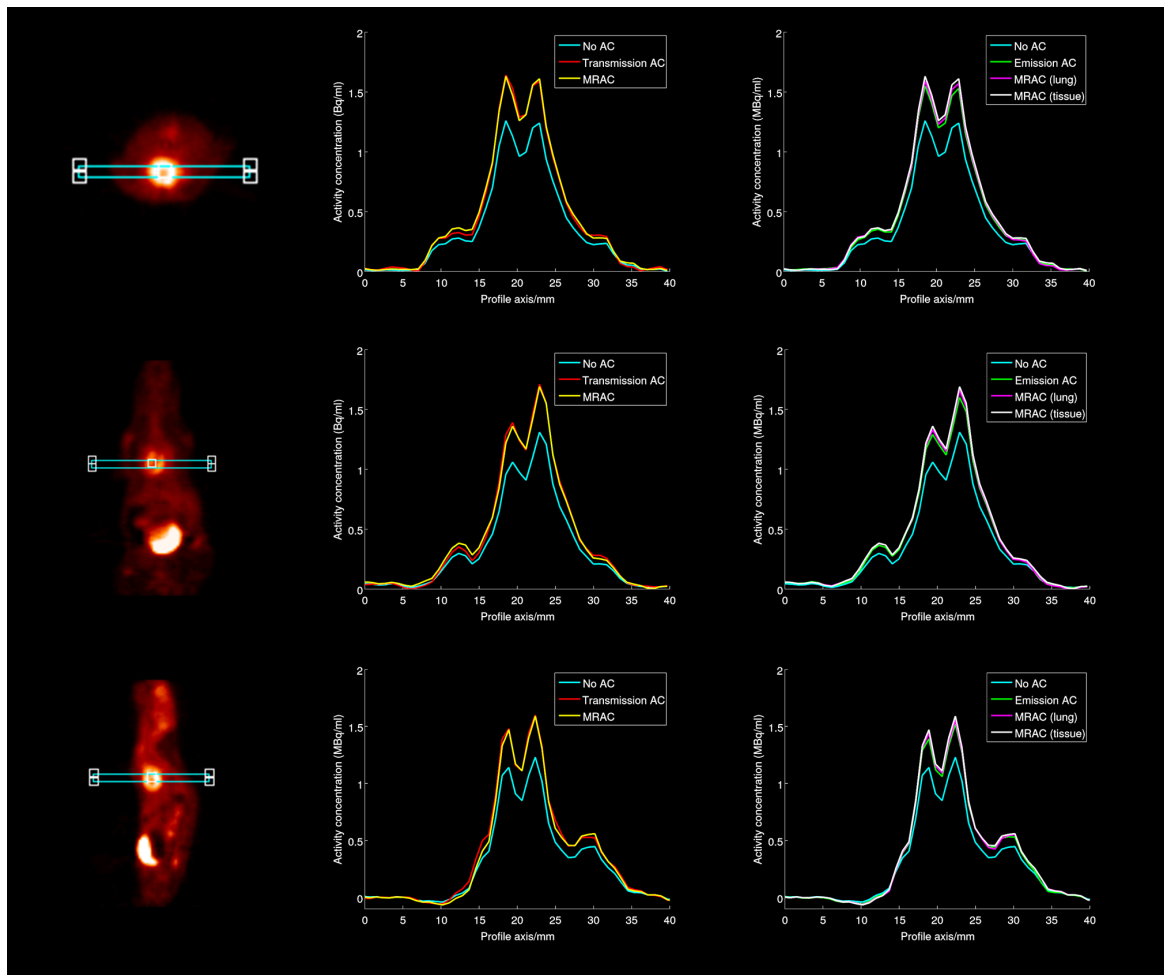 2
1.5
1
0.5
0
Activity concentration (Bq/ml)
No AC
Transmission AC
MRAC
0 5 10 15 20 25 30 35 40
Profile axis/mm
2
1.5
1
0.5
0
Activity concentration (MBq/ml)
No AC
Emission AC
MRAC (lung)
MRAC (tissue)
0 5 10 15 20 25 30 35 40
Profile axis/mm
2
1.5
1
0.5
0
Activity concentration (Bq/ml)
No AC
Transmission AC
MRAC
0 5 10 15 20 25 30 35 40
Profile axis/mm
2
1.5
1
0.5
0
Activity concentration (MBq/ml)
No AC
Emission AC
MRAC (lung)
MRAC (tissue)
0 5 10 15 20 25 30 35 40
Profile axis/mm
2
1.5
1
0.5
0
Activity concentration (MBq/ml)
No AC
Transmission AC
MRAC
0 5 10 15 20 25 30 35 40
Profile axis/mm
2
1.5
1
0.5
0
Activity concentration (MBq/ml)
No AC
Emission AC
MRAC (lung)
MRAC (tissue)
0 5 10 15 20 25 30 35 40
Profile axis/mm